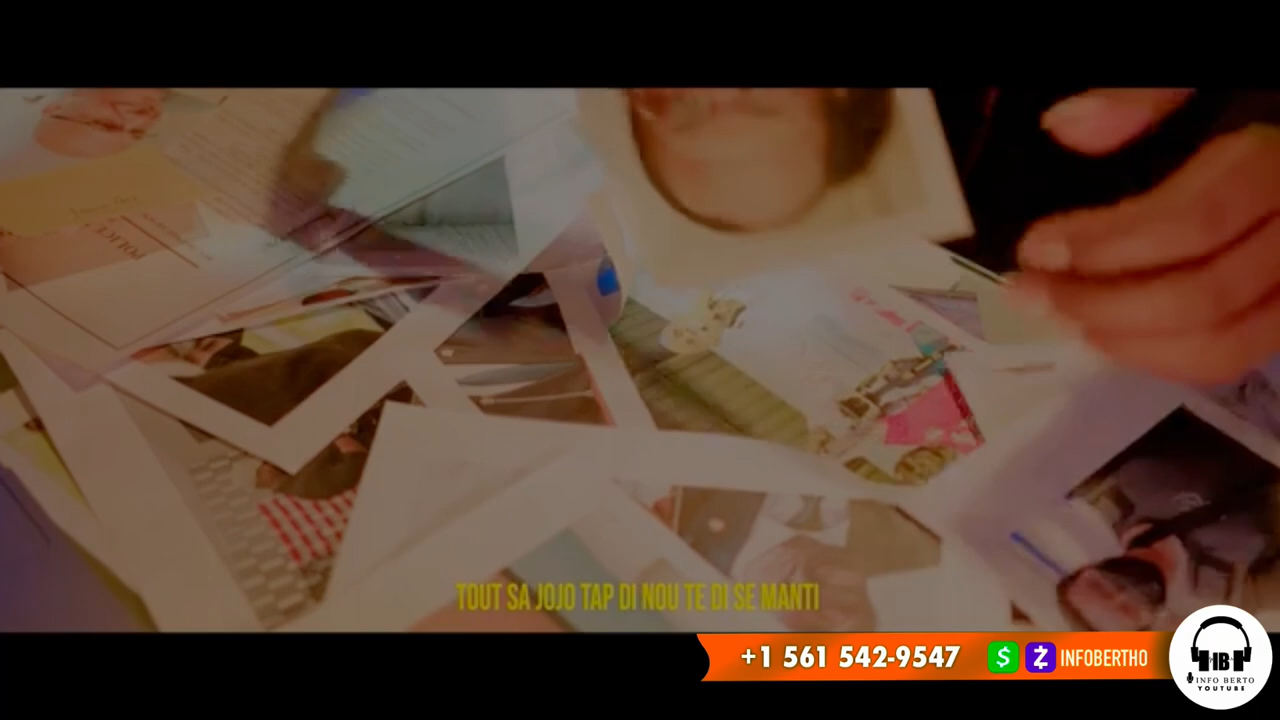 POLICE
TOUT SA JOJO TAP DI NOU TE DI SE MANTI
+1 561 542-9547
$ Z INFOBERTHO
IB
INFO BERTO
YOUTUBE